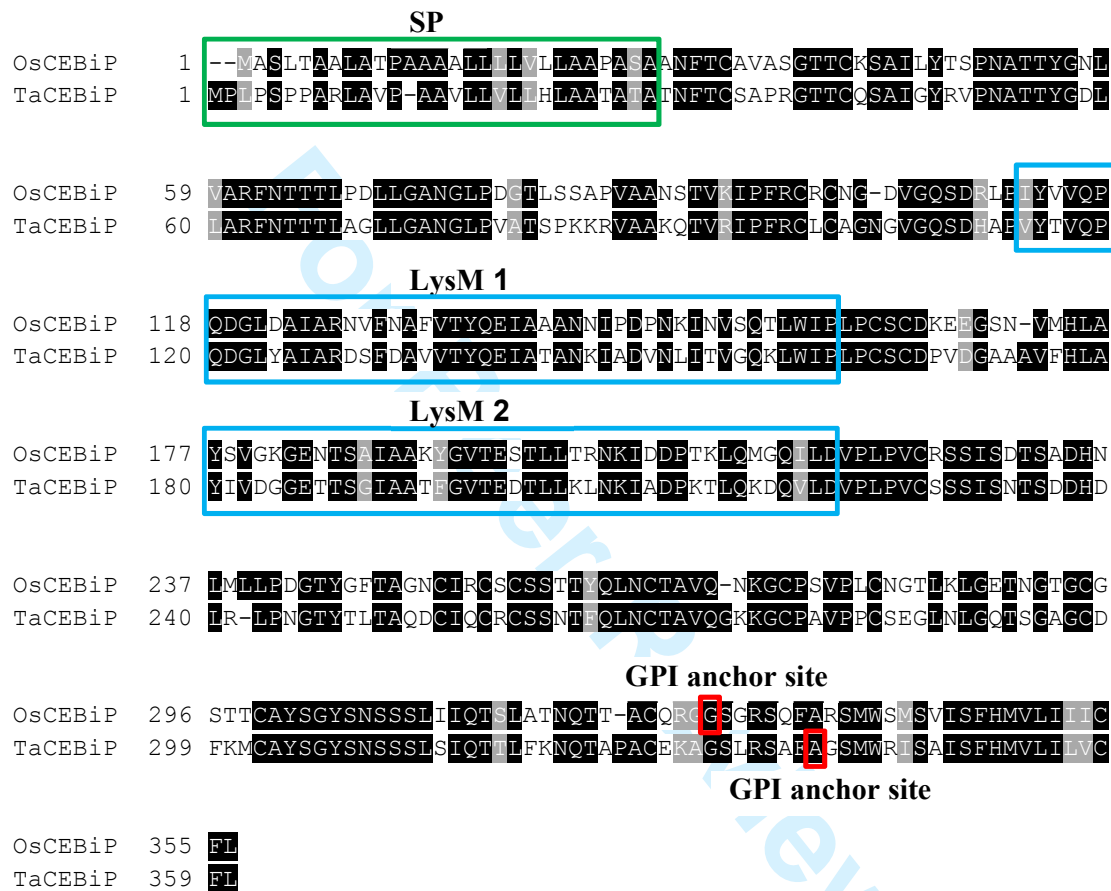 SP
OsCEBiP 1 --MASLTAALATPAAAALLLLVLLAAPASAANFTCAVASGTTCKSAILYTSPNATTYGNL
TaCEBiP 1 MPLPSPPARLAVP-AAVLLVLLHLAATATATNFTCSAPRGTTCQSAIGYRVPNATTYGDL
OsCEBiP 59 VARFNTTTLPDLLGANGLPDGTLSSAPVAANSTVKIPFRCRCNG-DVGQSDRLPIYVVQP
TaCEBiP 60 LARFNTTTLAGLLGANGLPVATSPKKRVAAKQTVRIPFRCLCAGNGVGQSDHAPVYTVQP
LysM 1
OsCEBiP 118 QDGLDAIARNVFNAFVTYQEIAAANNIPDPNKINVSQTLWIPLPCSCDKEEGSN-VMHLA
TaCEBiP 120 QDGLYAIARDSFDAVVTYQEIATANKIADVNLITVGQKLWIPLPCSCDPVDGAAAVFHLA
LysM 2
OsCEBiP 177 YSVGKGENTSAIAAKYGVTESTLLTRNKIDDPTKLQMGQILDVPLPVCRSSISDTSADHN
TaCEBiP 180 YIVDGGETTSGIAATFGVTEDTLLKLNKIADPKTLQKDQVLDVPLPVCSSSISNTSDDHD
OsCEBiP 237 LMLLPDGTYGFTAGNCIRCSCSSTTYQLNCTAVQ-NKGCPSVPLCNGTLKLGETNGTGCG
TaCEBiP 240 LR-LPNGTYTLTAQDCIQCRCSSNTFQLNCTAVQGKKGCPAVPPCSEGLNLGQTSGAGCD
GPI anchor site
OsCEBiP 296 STTCAYSGYSNSSSLIIQTSLATNQTT-ACQRGGSGRSQFARSMWSMSVISFHMVLIIIC
TaCEBiP 299 FKMCAYSGYSNSSSLSIQTTLFKNQTAPACEKAGSLRSAFAGSMWRISAISFHMVLILVC
GPI anchor site
OsCEBiP 355 FL
TaCEBiP 359 FL